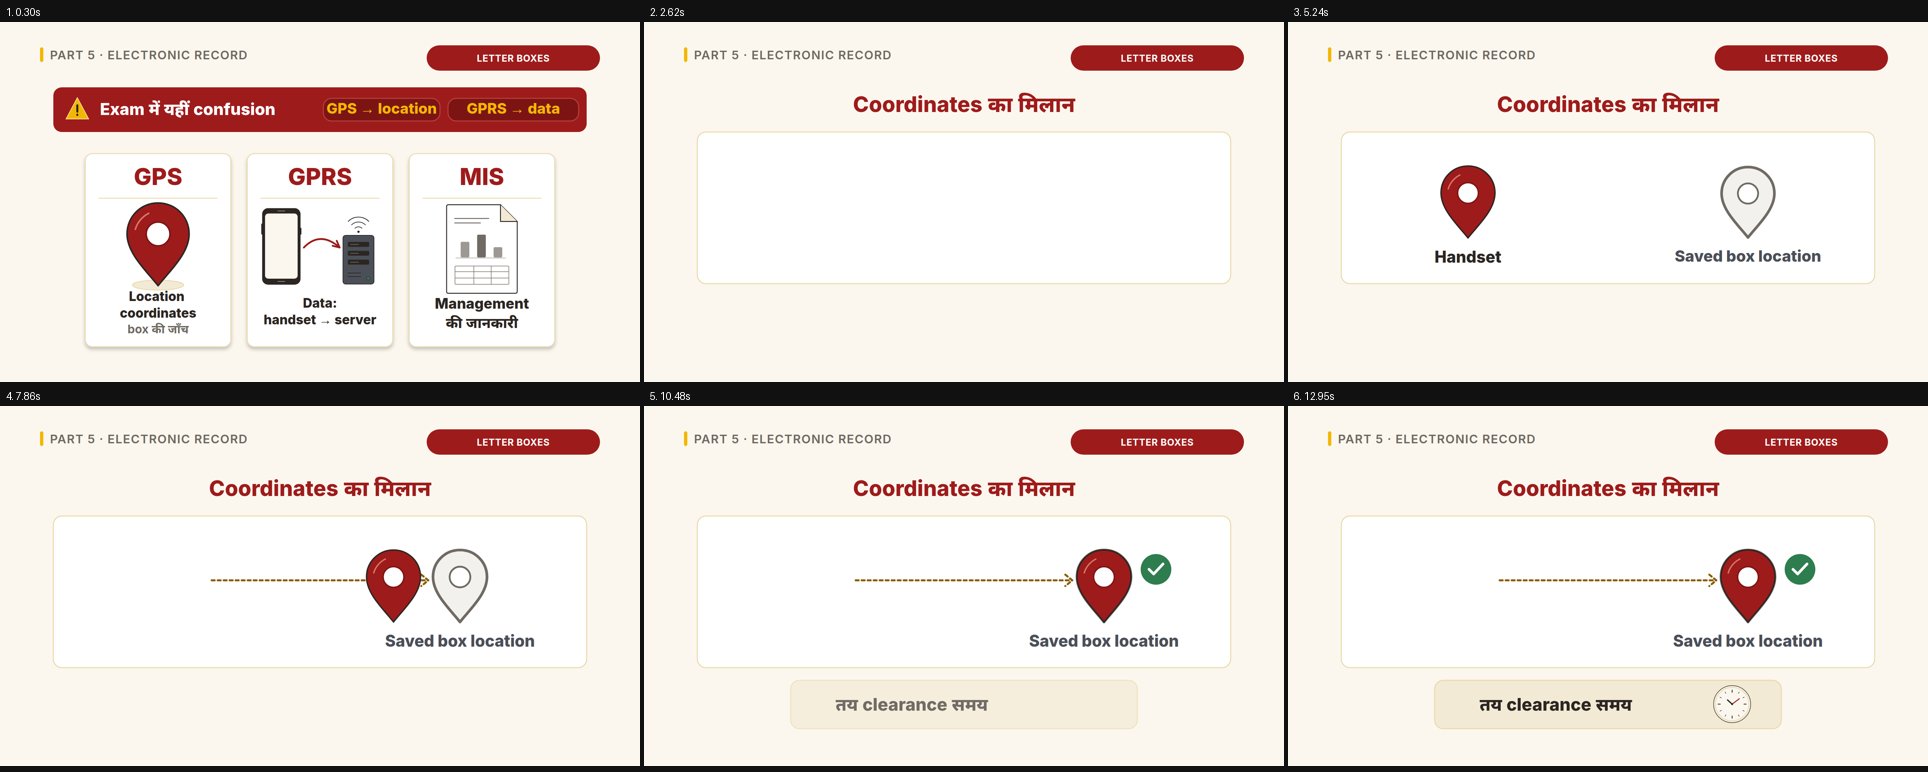 1. 0.30s
PART 5 · ELECTRONIC RECORD
LETTER BOXES
Exam में यहीं confusion
GPS → location
GPRS → data
GPS
Location
coordinates
box की जाँच
GPRS
Data:
handset → server
MIS
Management
की जानकारी
2. 2.62s
PART 5 · ELECTRONIC RECORD
LETTER BOXES
Coordinates का मिलान
3. 5.24s
PART 5 · ELECTRONIC RECORD
LETTER BOXES
Coordinates का मिलान
Handset
Saved box location
4. 7.86s
PART 5 · ELECTRONIC RECORD
LETTER BOXES
Coordinates का मिलान
Saved box location
5. 10.48s
PART 5 · ELECTRONIC RECORD
LETTER BOXES
Coordinates का मिलान
Saved box location
तय clearance समय
6. 12.95s
PART 5 · ELECTRONIC RECORD
LETTER BOXES
Coordinates का मिलान
Saved box location
तय clearance समय